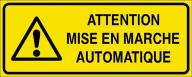 ATTENTION
MISE EN MARCHE
AUTOMATIQUE